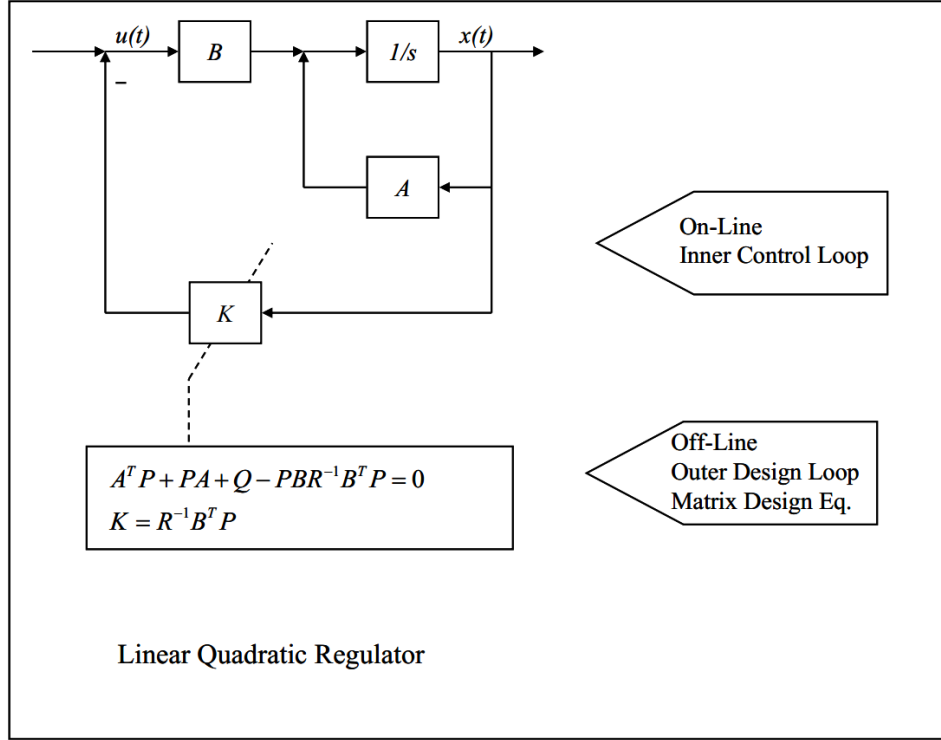 u(t)
B
1/s
x(t)
−
A
On-Line
Inner Control Loop
K
A^T P + PA + Q − PBR^{−1}B^T P = 0
K = R^{−1}B^T P
Off-Line
Outer Design Loop
Matrix Design Eq.
Linear Quadratic Regulator